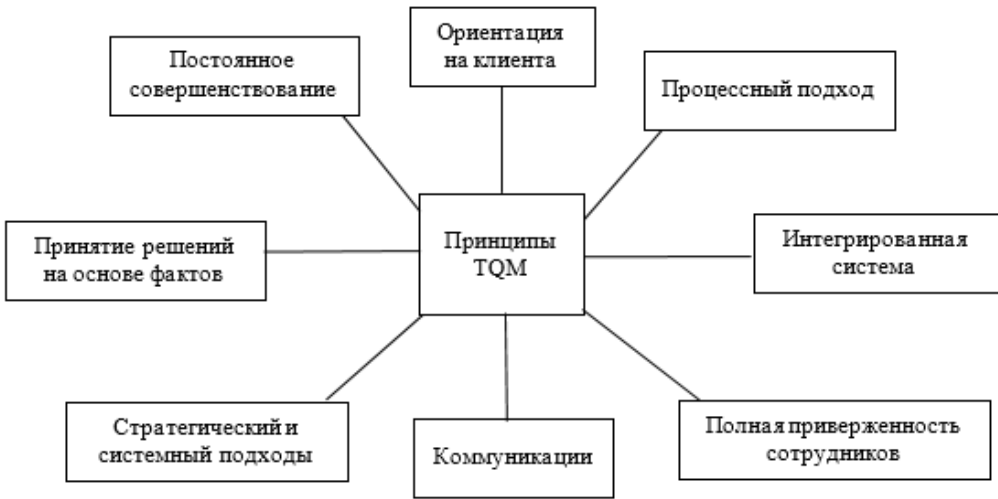 Ориентация
на клиента
Постоянное
совершенствование
Процессный подход
Принятие решений
на основе фактов
Принципы
TQM
Интегрированная
система
Стратегический и
системный подходы
Коммуникации
Полная приверженность
сотрудников